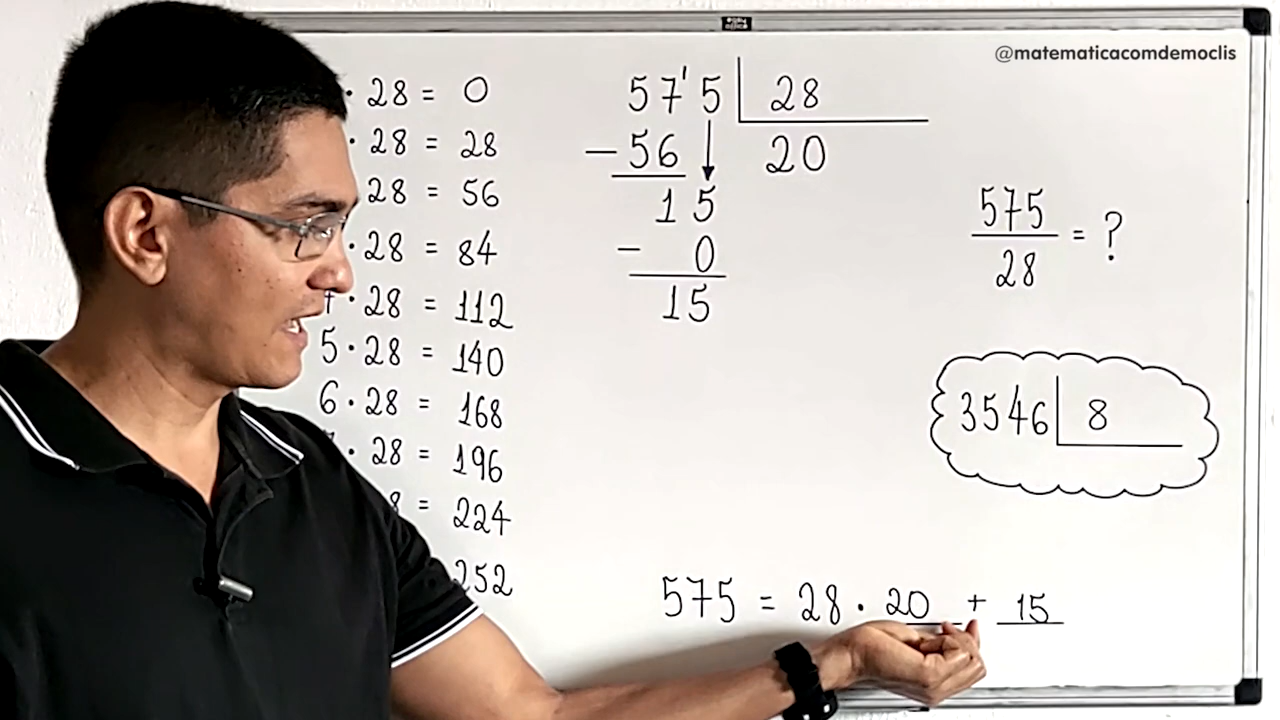 @matematicacomdemoclis
· 28 = 0
· 28 = 28
28 = 56
· 28 = 84
· 28 = 112
5 · 28 = 140
6 · 28 = 168
· 28 = 196
8 = 224
252
57'5 | 28
- 56 20
15
- 0
15
575
28
= ?
3546 | 8
575 = 28 · 20 + 15